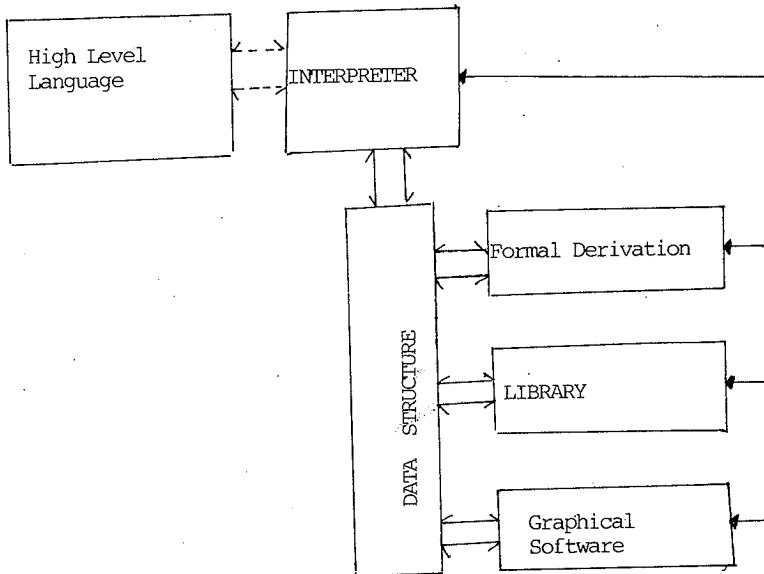 High Level
Language
INTERPRETER
Formal Derivation
DATA STRUCTURE
LIBRARY
Graphical
Software